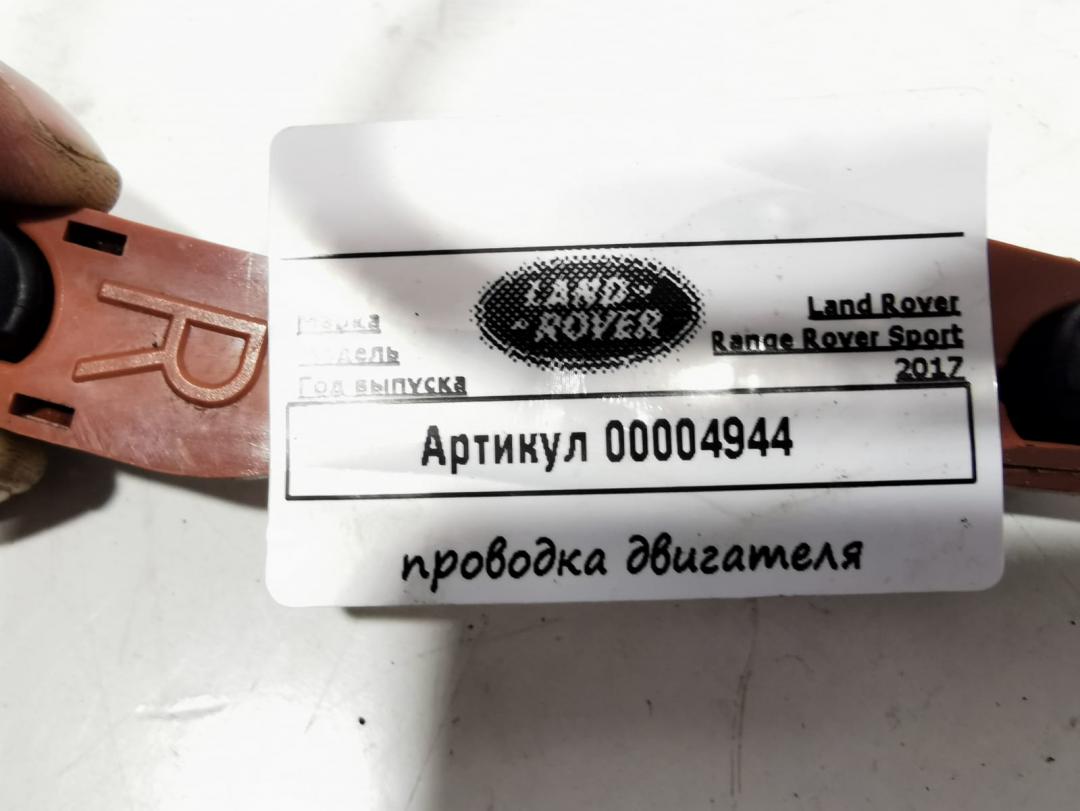 R
LAND-
-ROVER
Марка Land Rover
Модель Range Rover Sport
Год выпуска 2017
Артикул 00004944
проводка двигателя